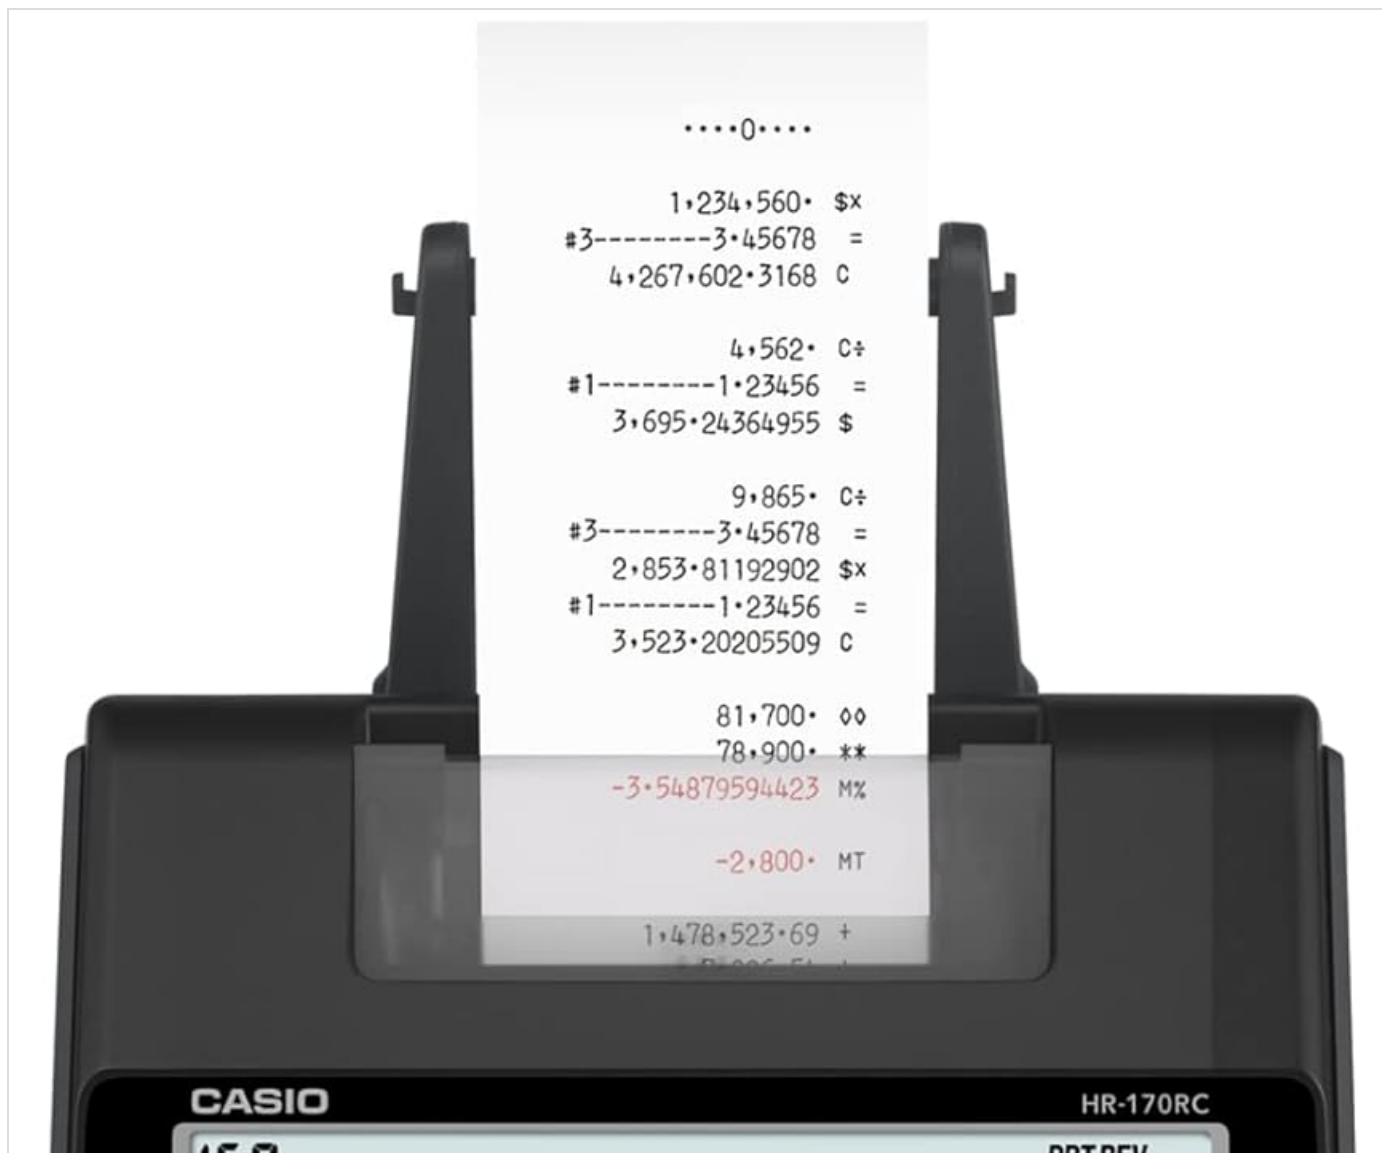 ····0····
1,234,560· $×
#3--------3·45678 =
4,267,602·3168 C
4,562· C÷
#1--------1·23456 =
3,695·24364955 $
9,865· C÷
#3--------3·45678 =
2,853·81192902 $×
#1--------1·23456 =
3,523·20205509 C
81,700· ◊◊
78,900· **
-3·54879594423 M%
-2,800· MT
1,478,523·69 +
CASIO HR-170RC